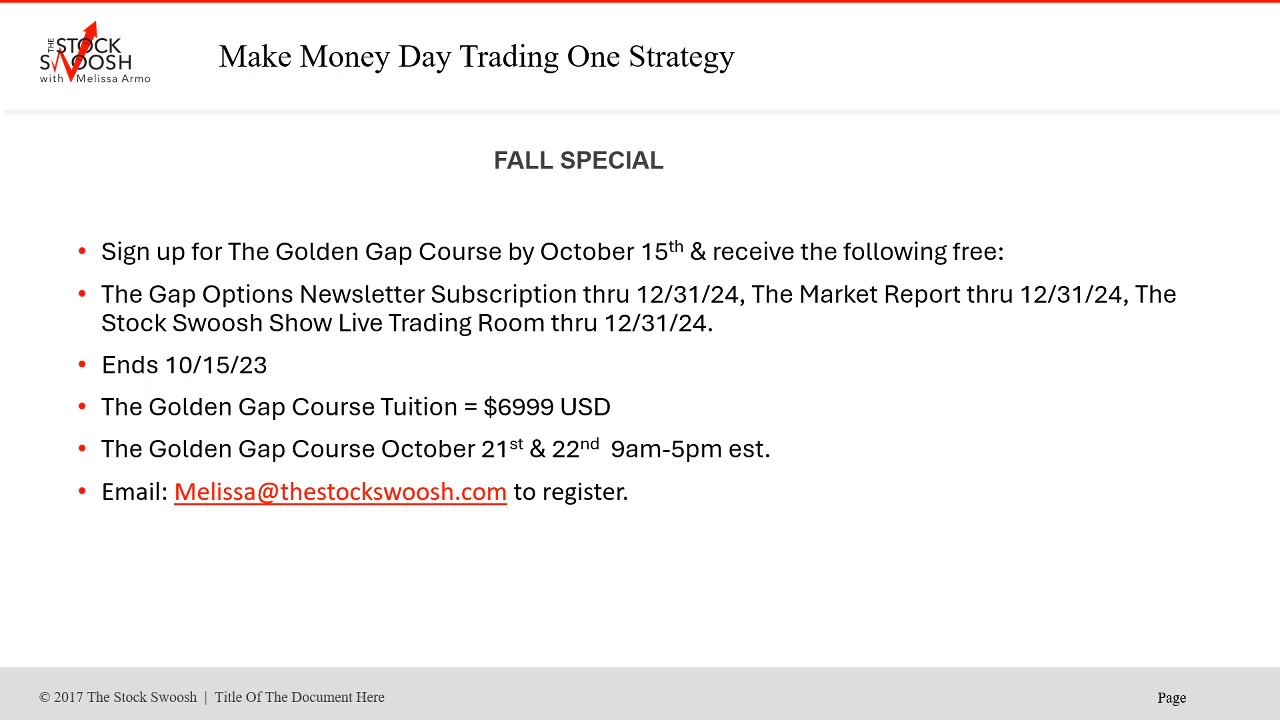 THE STOCK
SWOOSH
with Melissa Armo
Make Money Day Trading One Strategy
FALL SPECIAL
• Sign up for The Golden Gap Course by October 15th & receive the following free:
• The Gap Options Newsletter Subscription thru 12/31/24, The Market Report thru 12/31/24, The
Stock Swoosh Show Live Trading Room thru 12/31/24.
• Ends 10/15/23
• The Golden Gap Course Tuition = $6999 USD
• The Golden Gap Course October 21st & 22nd  9am-5pm est.
• Email: Melissa@thestockswoosh.com to register.
© 2017 The Stock Swoosh | Title Of The Document Here
Page